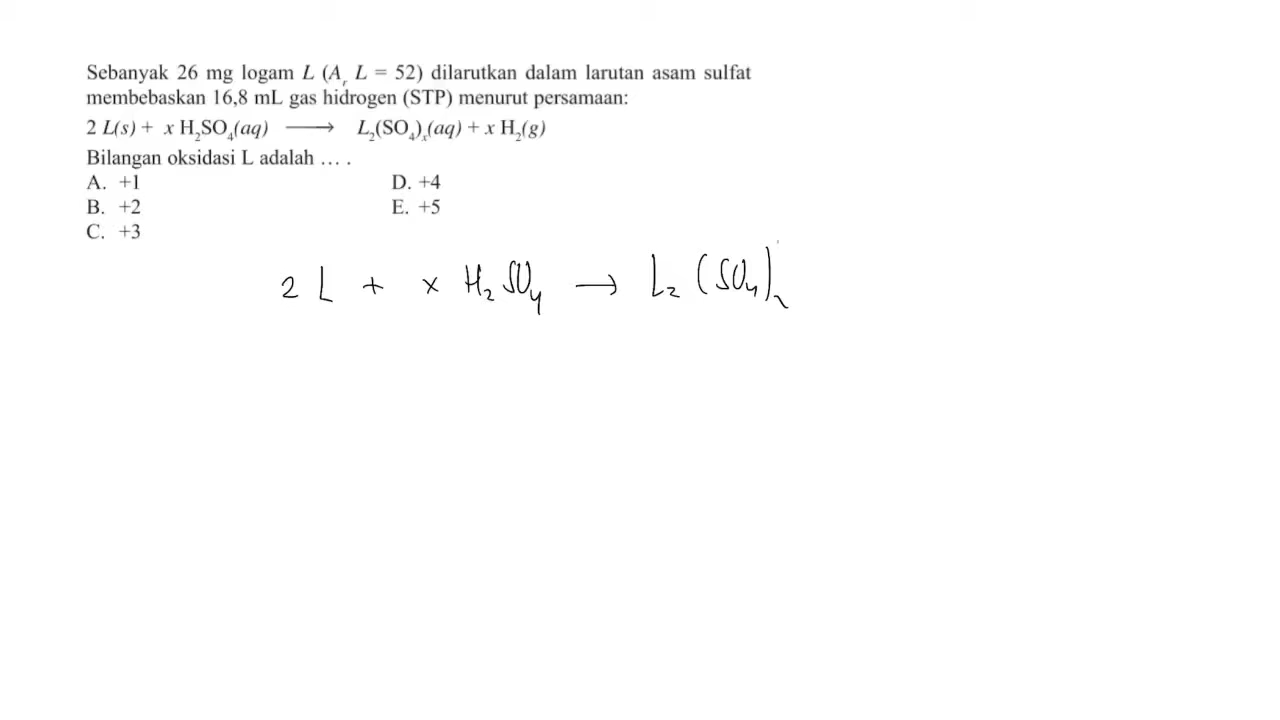 Sebanyak 26 mg logam L (Aᵣ L = 52) dilarutkan dalam larutan asam sulfat
membebaskan 16,8 mL gas hidrogen (STP) menurut persamaan:
2 L(s) + x H₂SO₄(aq) ⟶ L₂(SO₄)ₓ(aq) + x H₂(g)
Bilangan oksidasi L adalah … .
A. +1 D. +4
B. +2 E. +5
C. +3
2 L + x H₂SO₄ → L₂(SO₄)₂